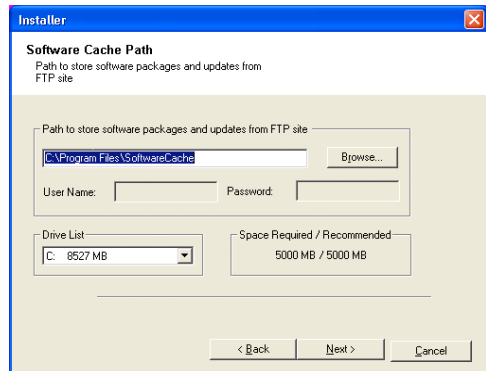 Installer
Software Cache Path
Path to store software packages and updates from
FTP site
Path to store software packages and updates from FTP site
C:\Program Files\SoftwareCache
Browse...
User Name:
Password:
Drive List
Space Required / Recommended
C: 8527 MB
5000 MB / 5000 MB
< Back
Next >
Cancel